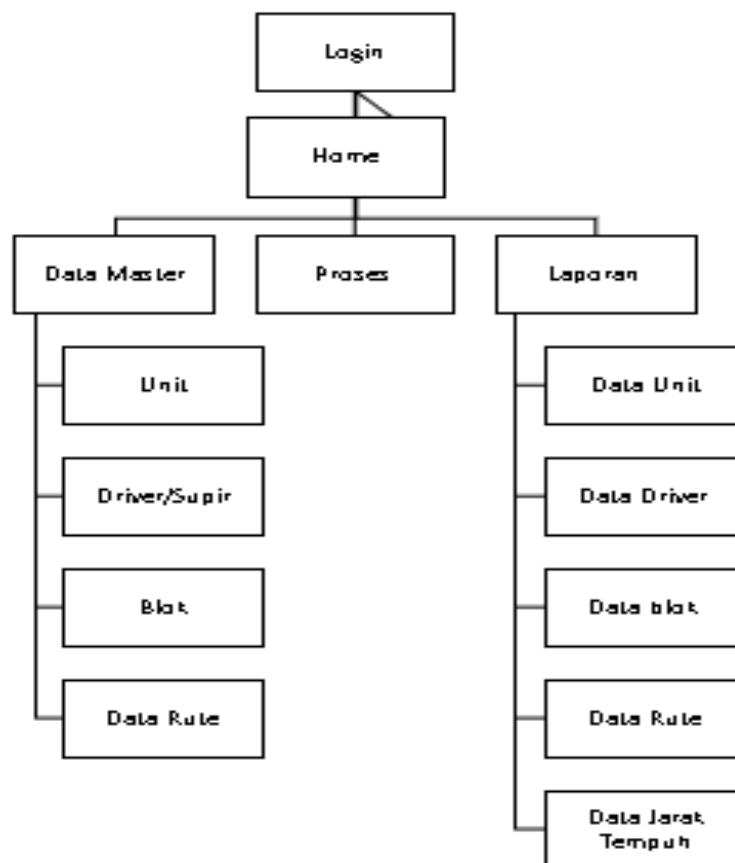 Login
Home
Data Master
Proses
Laporan
Unit
Data Unit
Driver/Supir
Data Driver
Blok
Data blok
Data Rute
Data Rute
Data Jarak
Tempuh